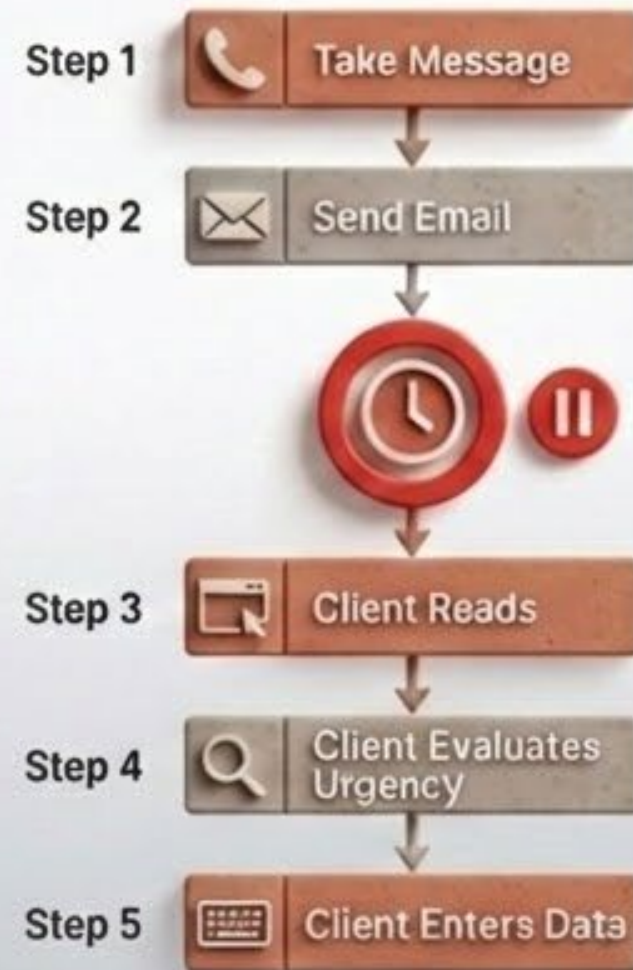 Step 1
Take Message
Step 2
Send Email
Step 3
Client Reads
Step 4
Client Evaluates
Urgency
Step 5
Client Enters Data